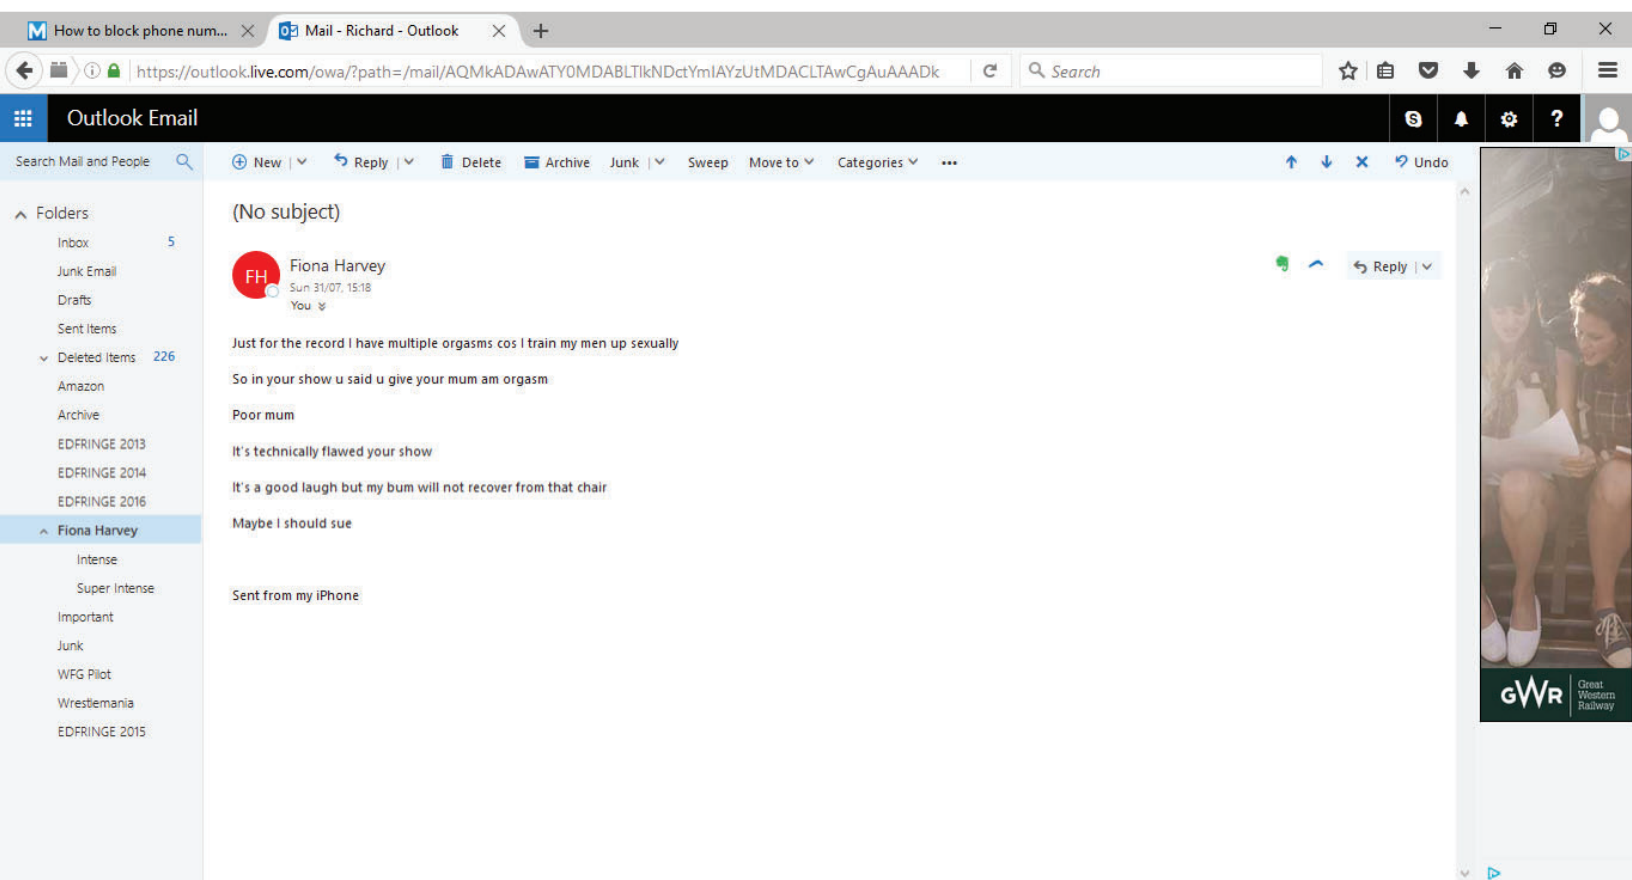 How to block phone num...
Mail - Richard - Outlook
https://outlook.live.com/owa/?path=/mail/AQMkADAwATY0MDABLTlkNDctYmIAYzUtMDACLTAwCgAuAAADk
Search
Outlook Email
?
Search Mail and People
New
Reply
Delete
Archive
Junk
Sweep
Move to
Categories
Undo
Folders
Inbox 5
Junk Email
Drafts
Sent Items
Deleted Items 226
Amazon
Archive
EDFRINGE 2013
EDFRINGE 2014
EDFRINGE 2016
Fiona Harvey
Intense
Super Intense
Important
Junk
WFG Pilot
Wrestlemania
EDFRINGE 2015
(No subject)
FH
Fiona Harvey
Sun 31/07, 15:18
You
Reply
Just for the record I have multiple orgasms cos I train my men up sexually
So in your show u said u give your mum am orgasm
Poor mum
It's technically flawed your show
It's a good laugh but my bum will not recover from that chair
Maybe I should sue
Sent from my iPhone
GWR
Great
Western
Railway